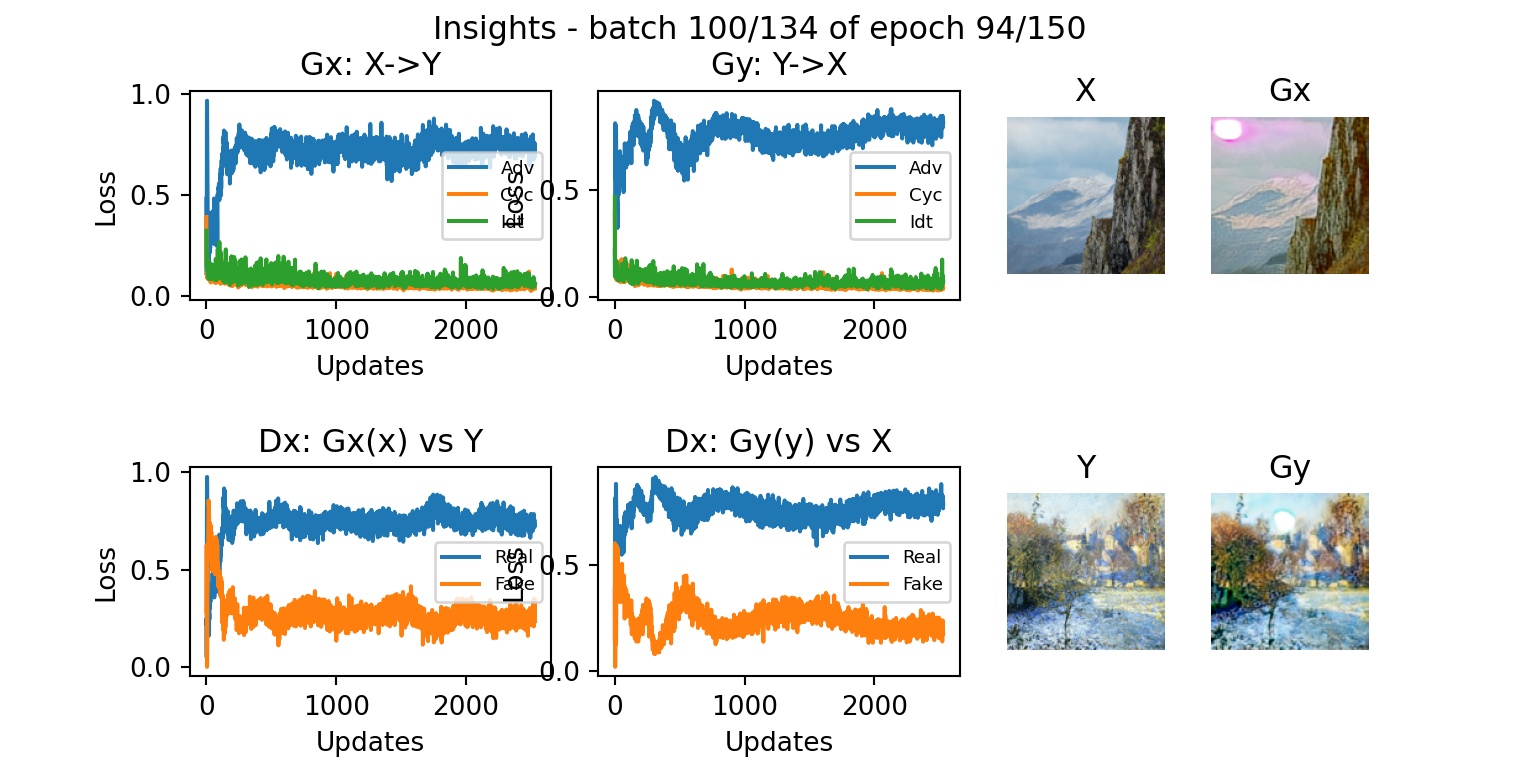 Insights - batch 100/134 of epoch 94/150
Gx: X->Y
Gy: Y->X
X
Gx
1.0
0.5
0.0
Loss
Adv
Cyc
Idt
0
1000
2000
Updates
0.5
0.0
Loss
Adv
Cyc
Idt
0
1000
2000
Updates
Dx: Gx(x) vs Y
Dx: Gy(y) vs X
Y
Gy
1.0
0.5
0.0
Loss
Real
Fake
0
1000
2000
Updates
0.5
0.0
Loss
Real
Fake
0
1000
2000
Updates